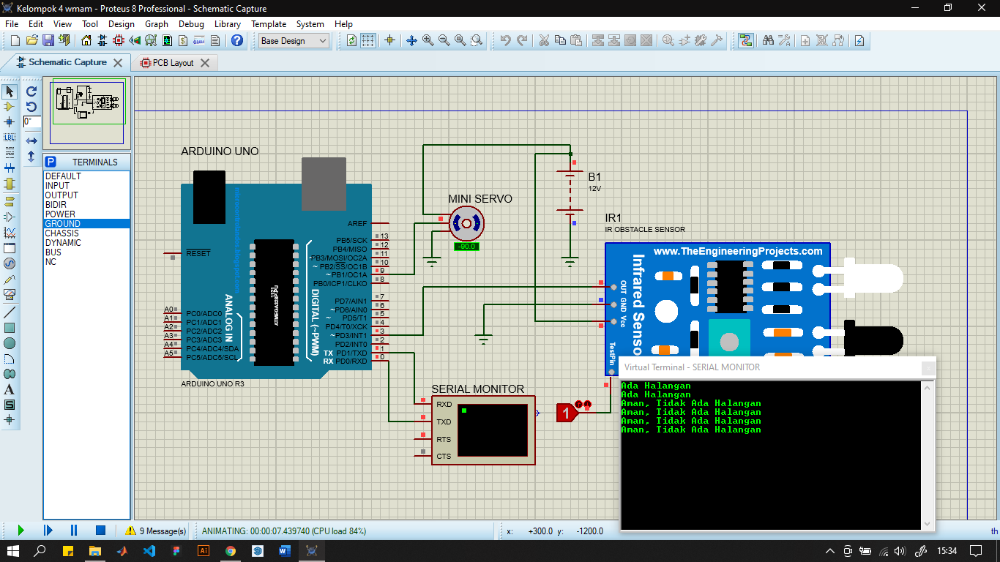 Kelompok 4 wmam - Proteus 8 Professional - Schematic Capture
File Edit View Tool Design Graph Debug Library Template System Help
Base Design
Schematic Capture
PCB Layout
0°
LBL
P TERMINALS
DEFAULT
INPUT
OUTPUT
BIDIR
POWER
GROUND
CHASSIS
DYNAMIC
BUS
NC
ARDUINO UNO
microcontrolandos.blogspot.com
RESET
AREF
PB5/SCK 13
PB4/MISO 12
~PB3/MOSI/OC2A 11
~PB2/SS/OC1B 10
~PB1/OC1A 9
PB0/ICP1/CLKO 8
PD7/AIN1 7
~PD6/AIN0 6
~PD5/T1 5
PD4/T0/XCK 4
~PD3/INT1 3
PD2/INT0 2
TX PD1/TXD 1
RX PD0/RXD 0
A0 PC0/ADC0
A1 PC1/ADC1
A2 PC2/ADC2
A3 PC3/ADC3
A4 PC4/ADC4/SDA
A5 PC5/ADC5/SCL
ANALOG IN
DIGITAL (~PWM)
ARDUINO UNO R3
MINI SERVO
-90.0
B1
12V
IR1
IR OBSTACLE SENSOR
www.TheEngineeringProjects.com
Infrared Senso
OUT
GND
Vcc
TestPin
SERIAL MONITOR
RXD
TXD
RTS
CTS
1
Virtual Terminal - SERIAL MONITOR
Ada Halangan
Ada Halangan
Aman, Tidak Ada Halangan
Aman, Tidak Ada Halangan
Aman, Tidak Ada Halangan
Aman, Tidak Ada Halangan
9 Message(s)
ANIMATING: 00:00:07.439740 (CPU load 84%)
x: +300.0 y: -1200.0
th
15:34